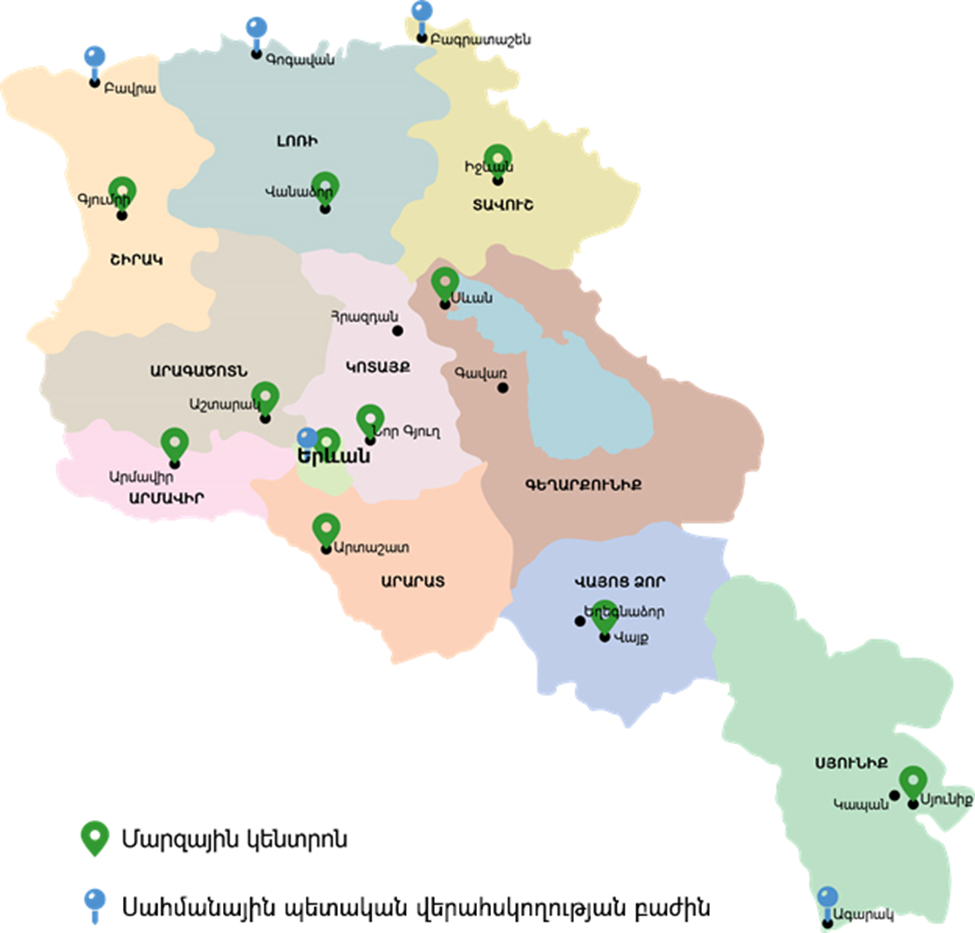 Բագրատաշեն
Գոգավան
Բավրա
ԼՈՌԻ
Իջևան
Վանաձոր
Գյումրի
ՏԱՎՈՒՇ
ՇԻՐԱԿ
Սևան
Հրազդան
ԱՐԱԳԱԾՈՏՆ
ԿՈՏԱՅՔ
Գավառ
Աշտարակ
Նոր Գյուղ
Երևան
Արմավիր
ԱՐՄԱՎԻՐ
ԳԵՂԱՐՔՈՒՆԻՔ
Արտաշատ
ԱՐԱՐԱՏ
ՎԱՅՈՑ ՁՈՐ
Եղեգնաձոր
Վայք
ՍՅՈՒՆԻՔ
Կապան
Սյունիք
Մարզային կենտրոն
Սահմանային պետական վերահսկողության բաժին
Ագարակ